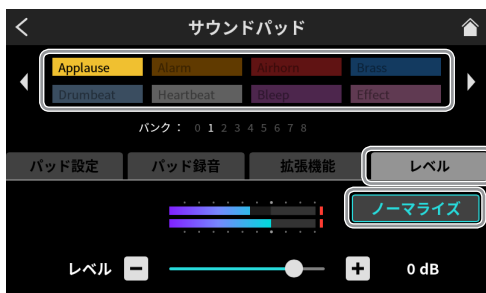 サウンドパッド
Applause Alarm Airhorn Brass
Drumbeat Heartbeat Bleep Effect
バンク： 0 1 2 3 4 5 6 7 8
パッド設定 パッド録音 拡張機能 レベル
ノーマライズ
レベル − + 0 dB